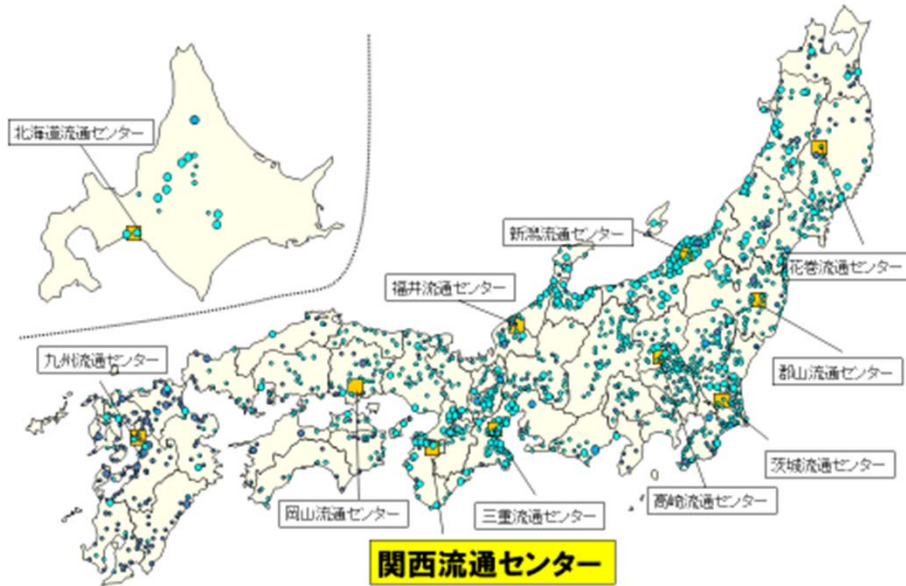 北海道流通センター
新潟流通センター
花巻流通センター
福井流通センター
九州流通センター
郡山流通センター
茨城流通センター
高崎流通センター
岡山流通センター
三重流通センター
関西流通センター